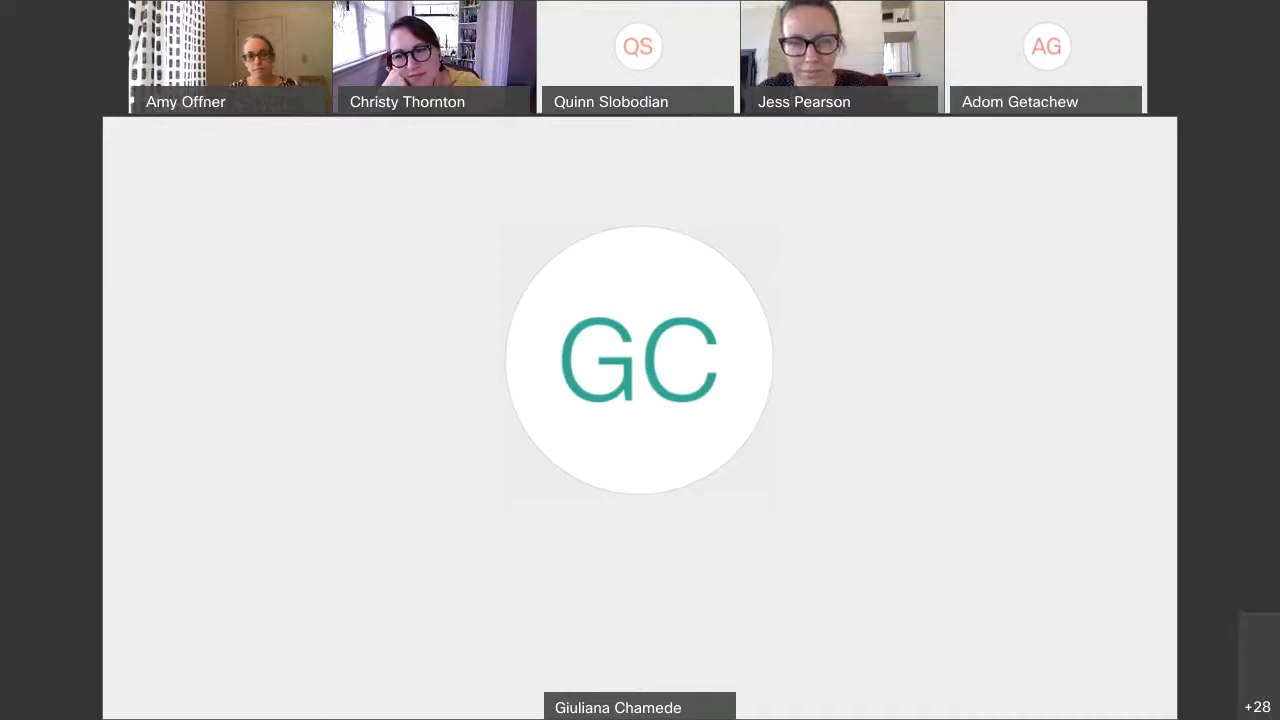 QS
AG
Amy Offner
Christy Thornton
Quinn Slobodian
Jess Pearson
Adom Getachew
GC
Giuliana Chamede
+28